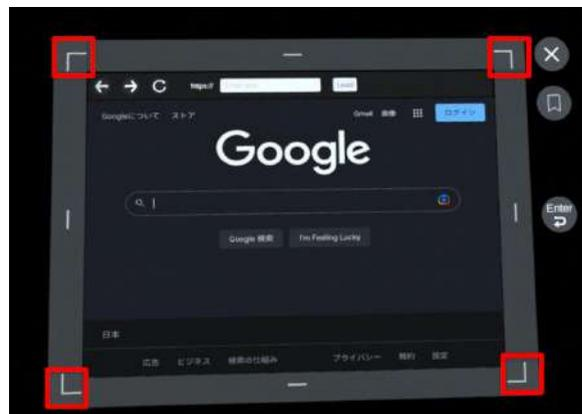 https:// Load
Googleについて ストア
Gmail 画像 ログイン
Google
Enter
Google 検索 I'm Feeling Lucky
日本
広告 ビジネス 検索の仕組み プライバシー 規約 設定